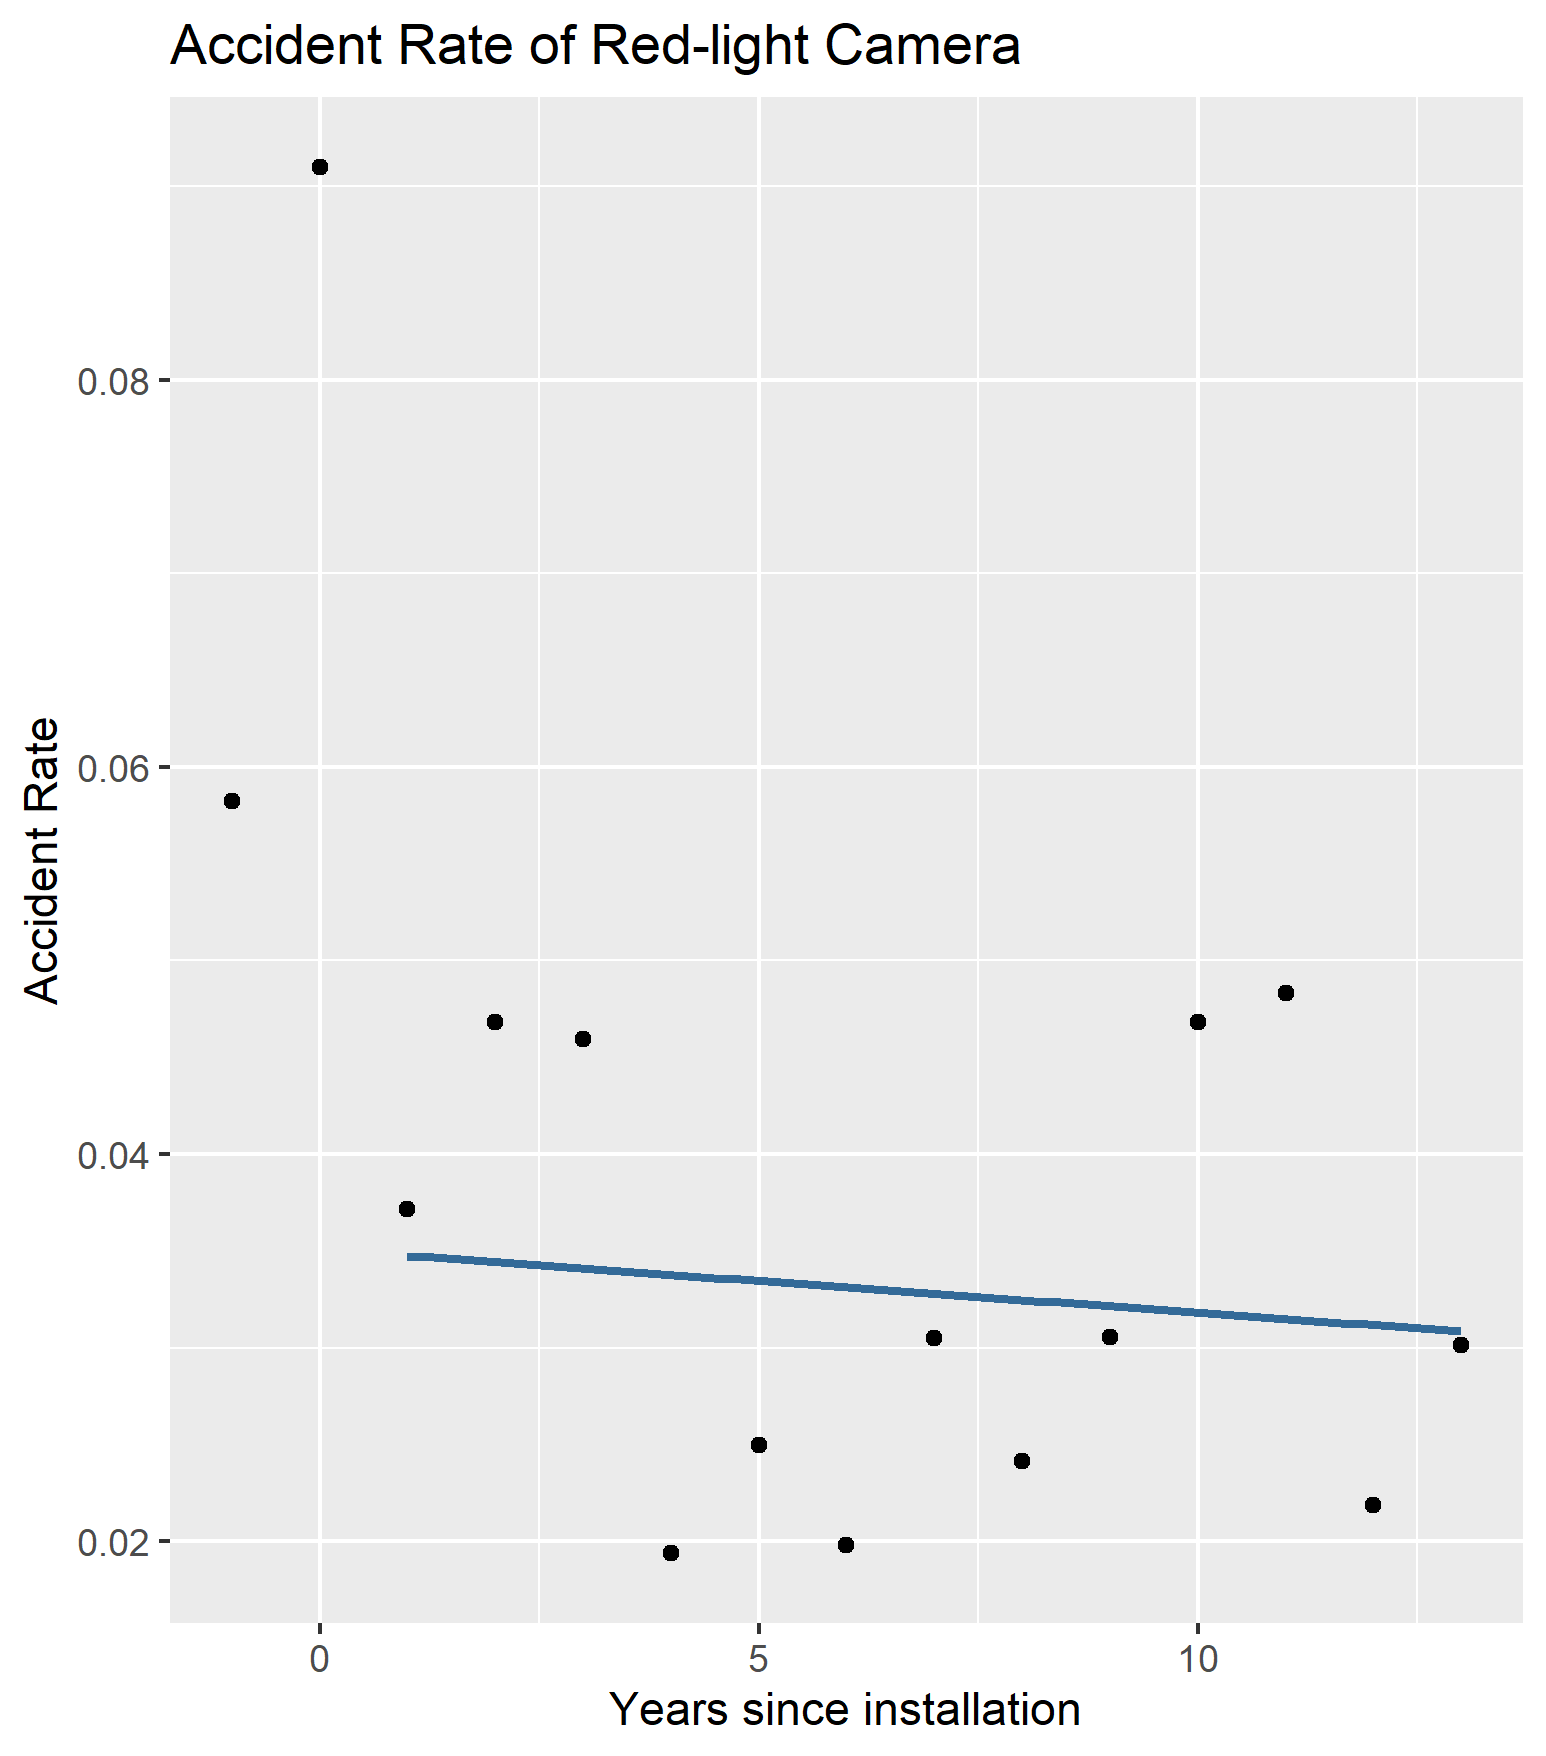 Accident Rate of Red-light Camera
Accident Rate
0.08
0.06
0.04
0.02
0 5 10
Years since installation